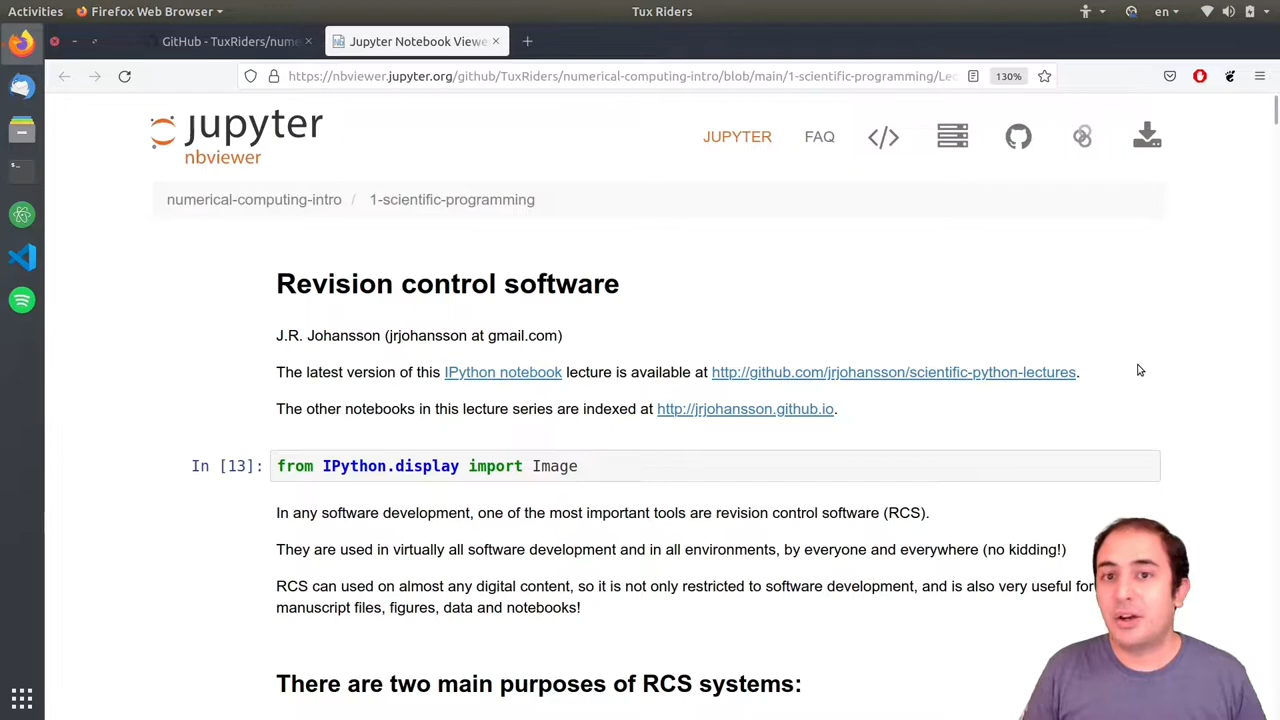 Activities Firefox Web Browser Tux Riders en
GitHub - TuxRiders/nume × Jupyter Notebook Viewe × +
https://nbviewer.jupyter.org/github/TuxRiders/numerical-computing-intro/blob/main/1-scientific-programming/Lec 130%
jupyter
nbviewer
JUPYTER FAQ </>
numerical-computing-intro / 1-scientific-programming
Revision control software
J.R. Johansson (jrjohansson at gmail.com)
The latest version of this IPython notebook lecture is available at http://github.com/jrjohansson/scientific-python-lectures.
The other notebooks in this lecture series are indexed at http://jrjohansson.github.io.
In [13]: from IPython.display import Image
In any software development, one of the most important tools are revision control software (RCS).
They are used in virtually all software development and in all environments, by everyone and everywhere (no kidding!)
RCS can used on almost any digital content, so it is not only restricted to software development, and is also very useful for
manuscript files, figures, data and notebooks!
There are two main purposes of RCS systems: